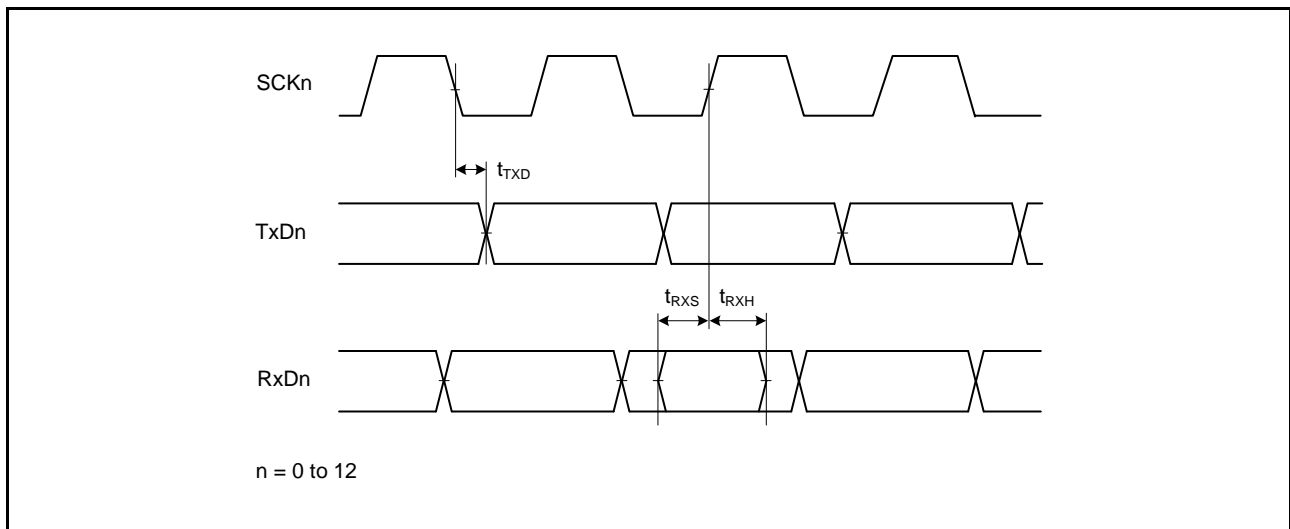 SCKn
tTXD
TxDn
tRXS tRXH
RxDn
n = 0 to 12